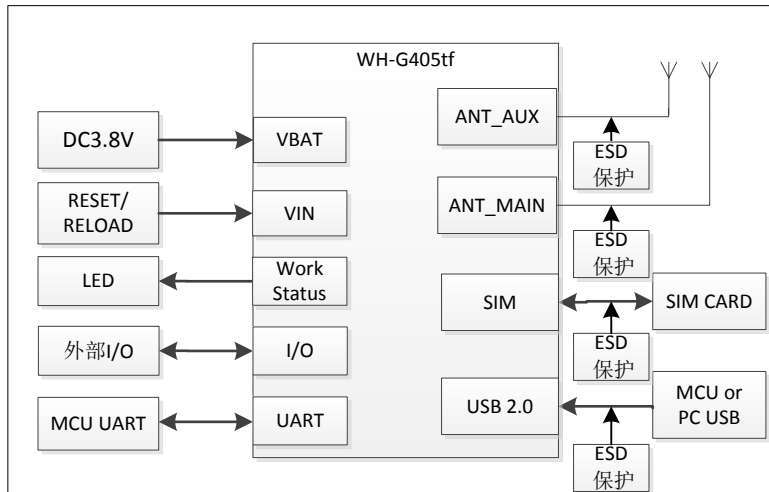 WH-G405tf
DC3.8V
VBAT
RESET/
RELOAD
VIN
LED
Work
Status
外部I/O
I/O
MCU UART
UART
ANT_AUX
ESD
保护
ANT_MAIN
ESD
保护
SIM
SIM CARD
ESD
保护
USB 2.0
MCU or
PC USB
ESD
保护